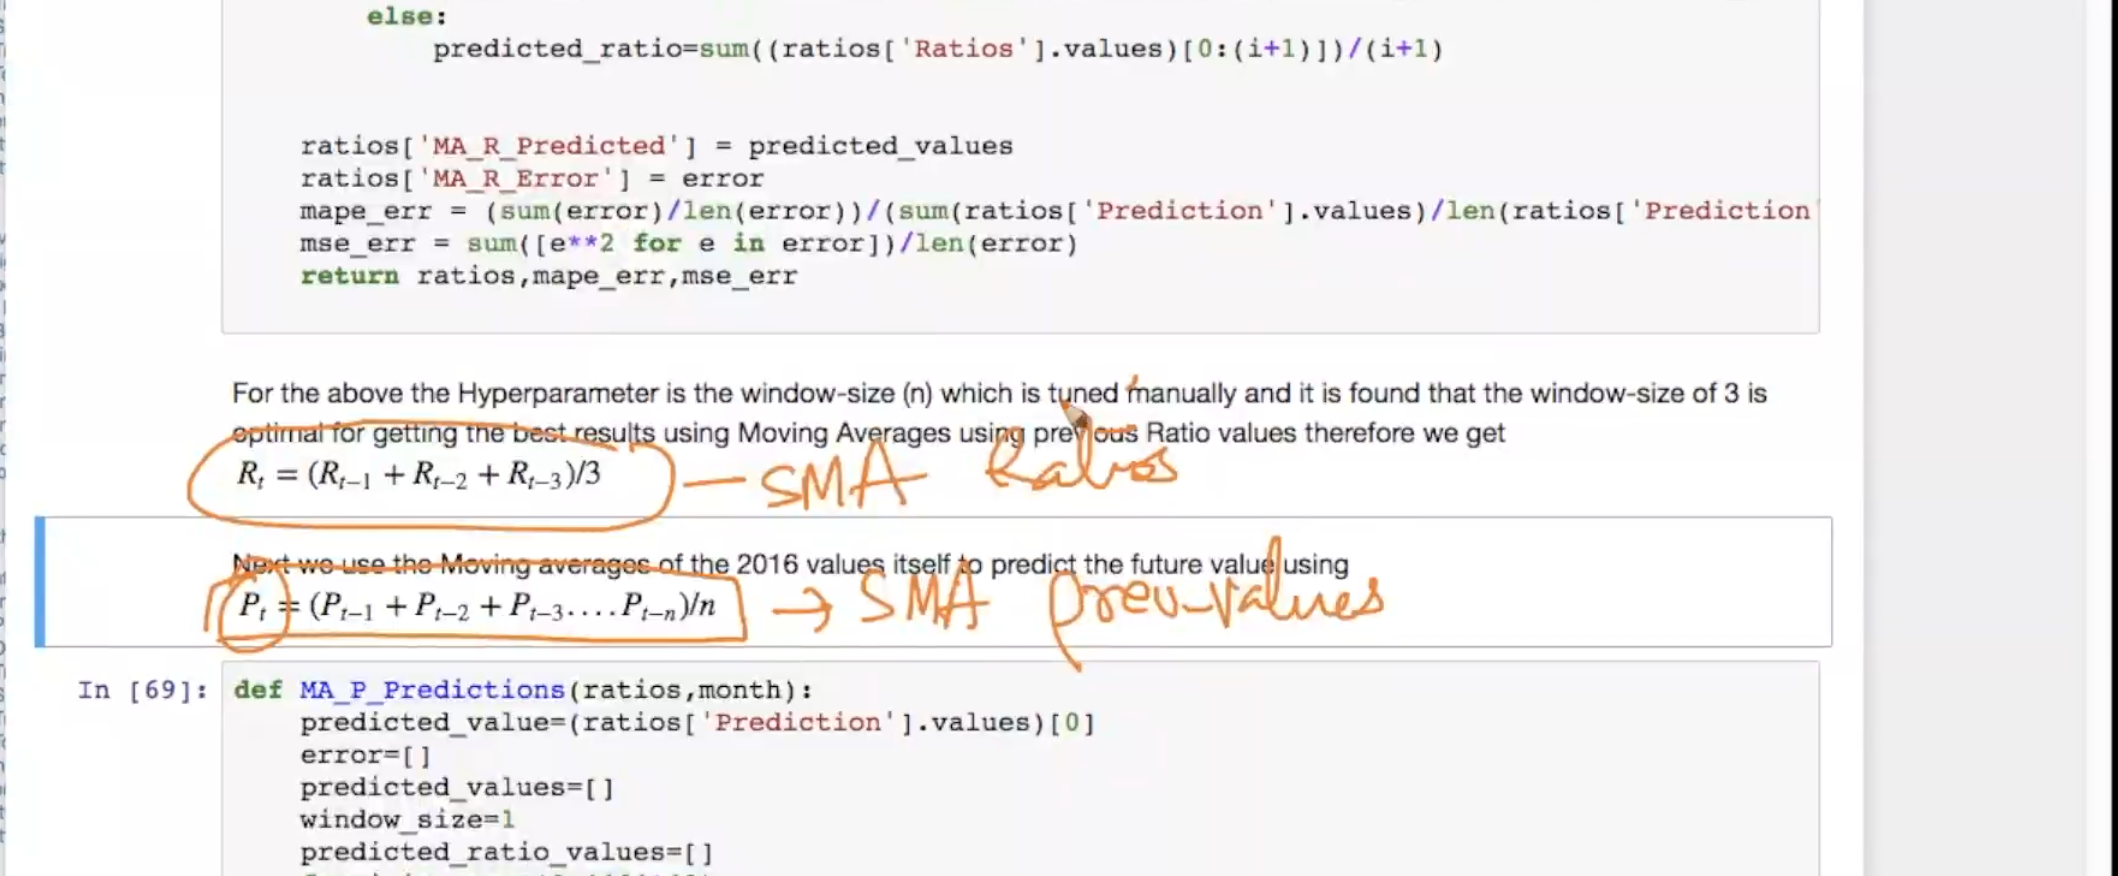 else:
predicted_ratio=sum((ratios['Ratios'].values)[0:(i+1)])/(i+1)
ratios['MA_R_Predicted'] = predicted_values
ratios['MA_R_Error'] = error
mape_err = (sum(error)/len(error))/(sum(ratios['Prediction'].values)/len(ratios['Prediction
mse_err = sum([e**2 for e in error])/len(error)
return ratios,mape_err,mse_err
For the above the Hyperparameter is the window-size (n) which is tuned manually and it is found that the window-size of 3 is
optimal for getting the best results using Moving Averages using previous Ratio values therefore we get
R_t = (R_{t−1} + R_{t−2} + R_{t−3})/3 — SMA Ratios
Next we use the Moving averages of the 2016 values itself to predict the future value using
P_t = (P_{t−1} + P_{t−2} + P_{t−3}....P_{t−n})/n → SMA prev-values
In [69]: def MA_P_Predictions(ratios,month):
predicted_value=(ratios['Prediction'].values)[0]
error=[]
predicted_values=[]
window_size=1
predicted_ratio_values=[]